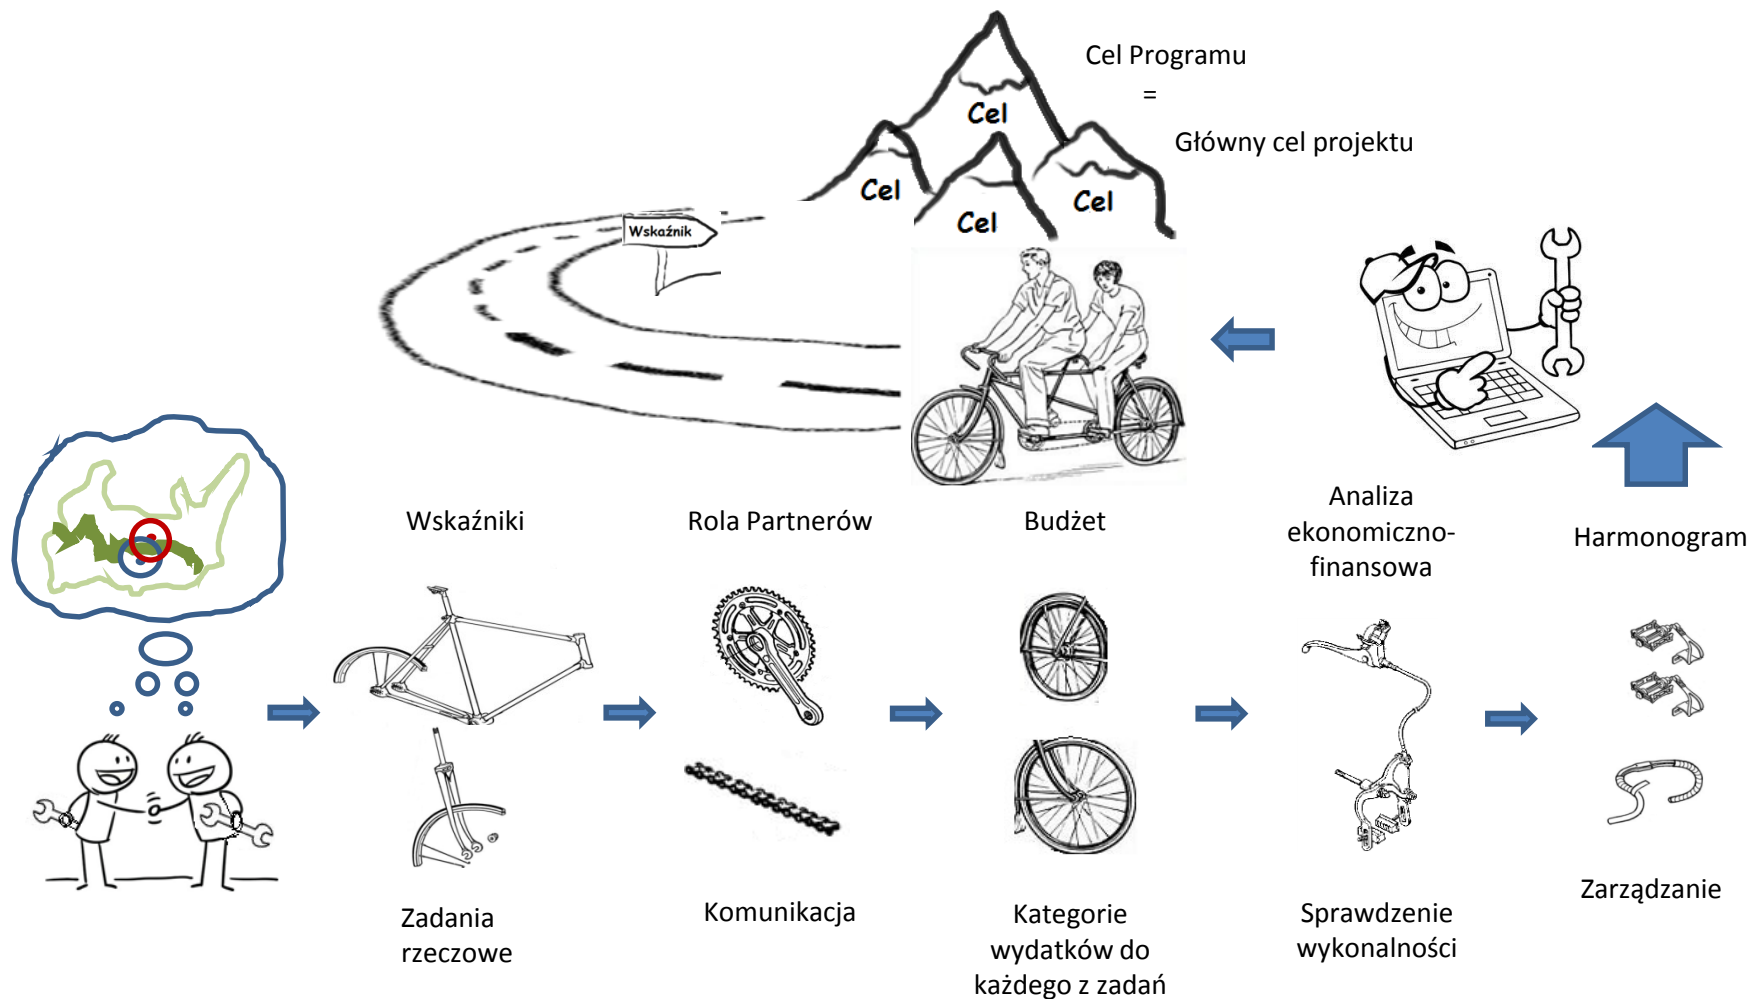 Cel Programu
=
Główny cel projektu
Cel
Cel
Cel
Cel
Wskaźnik
Wskaźniki
Rola Partnerów
Budżet
Analiza
ekonomiczno-
finansowa
Harmonogram
Zadania
rzeczowe
Komunikacja
Kategorie
wydatków do
każdego z zadań
Sprawdzenie
wykonalności
Zarządzanie